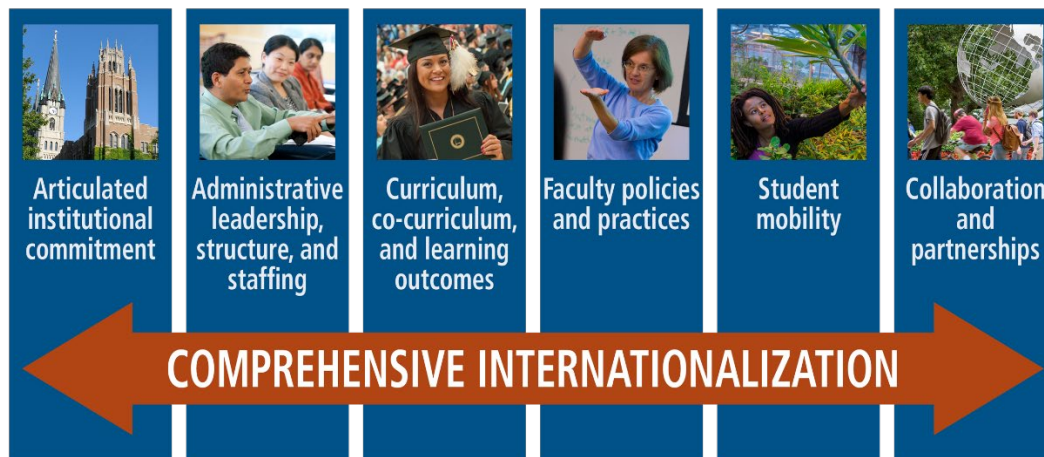 Articulated
institutional
commitment
Administrative
leadership,
structure, and
staffing
Curriculum,
co-curriculum,
and learning
outcomes
Faculty policies
and practices
Student
mobility
Collaboration
and
partnerships
COMPREHENSIVE INTERNATIONALIZATION